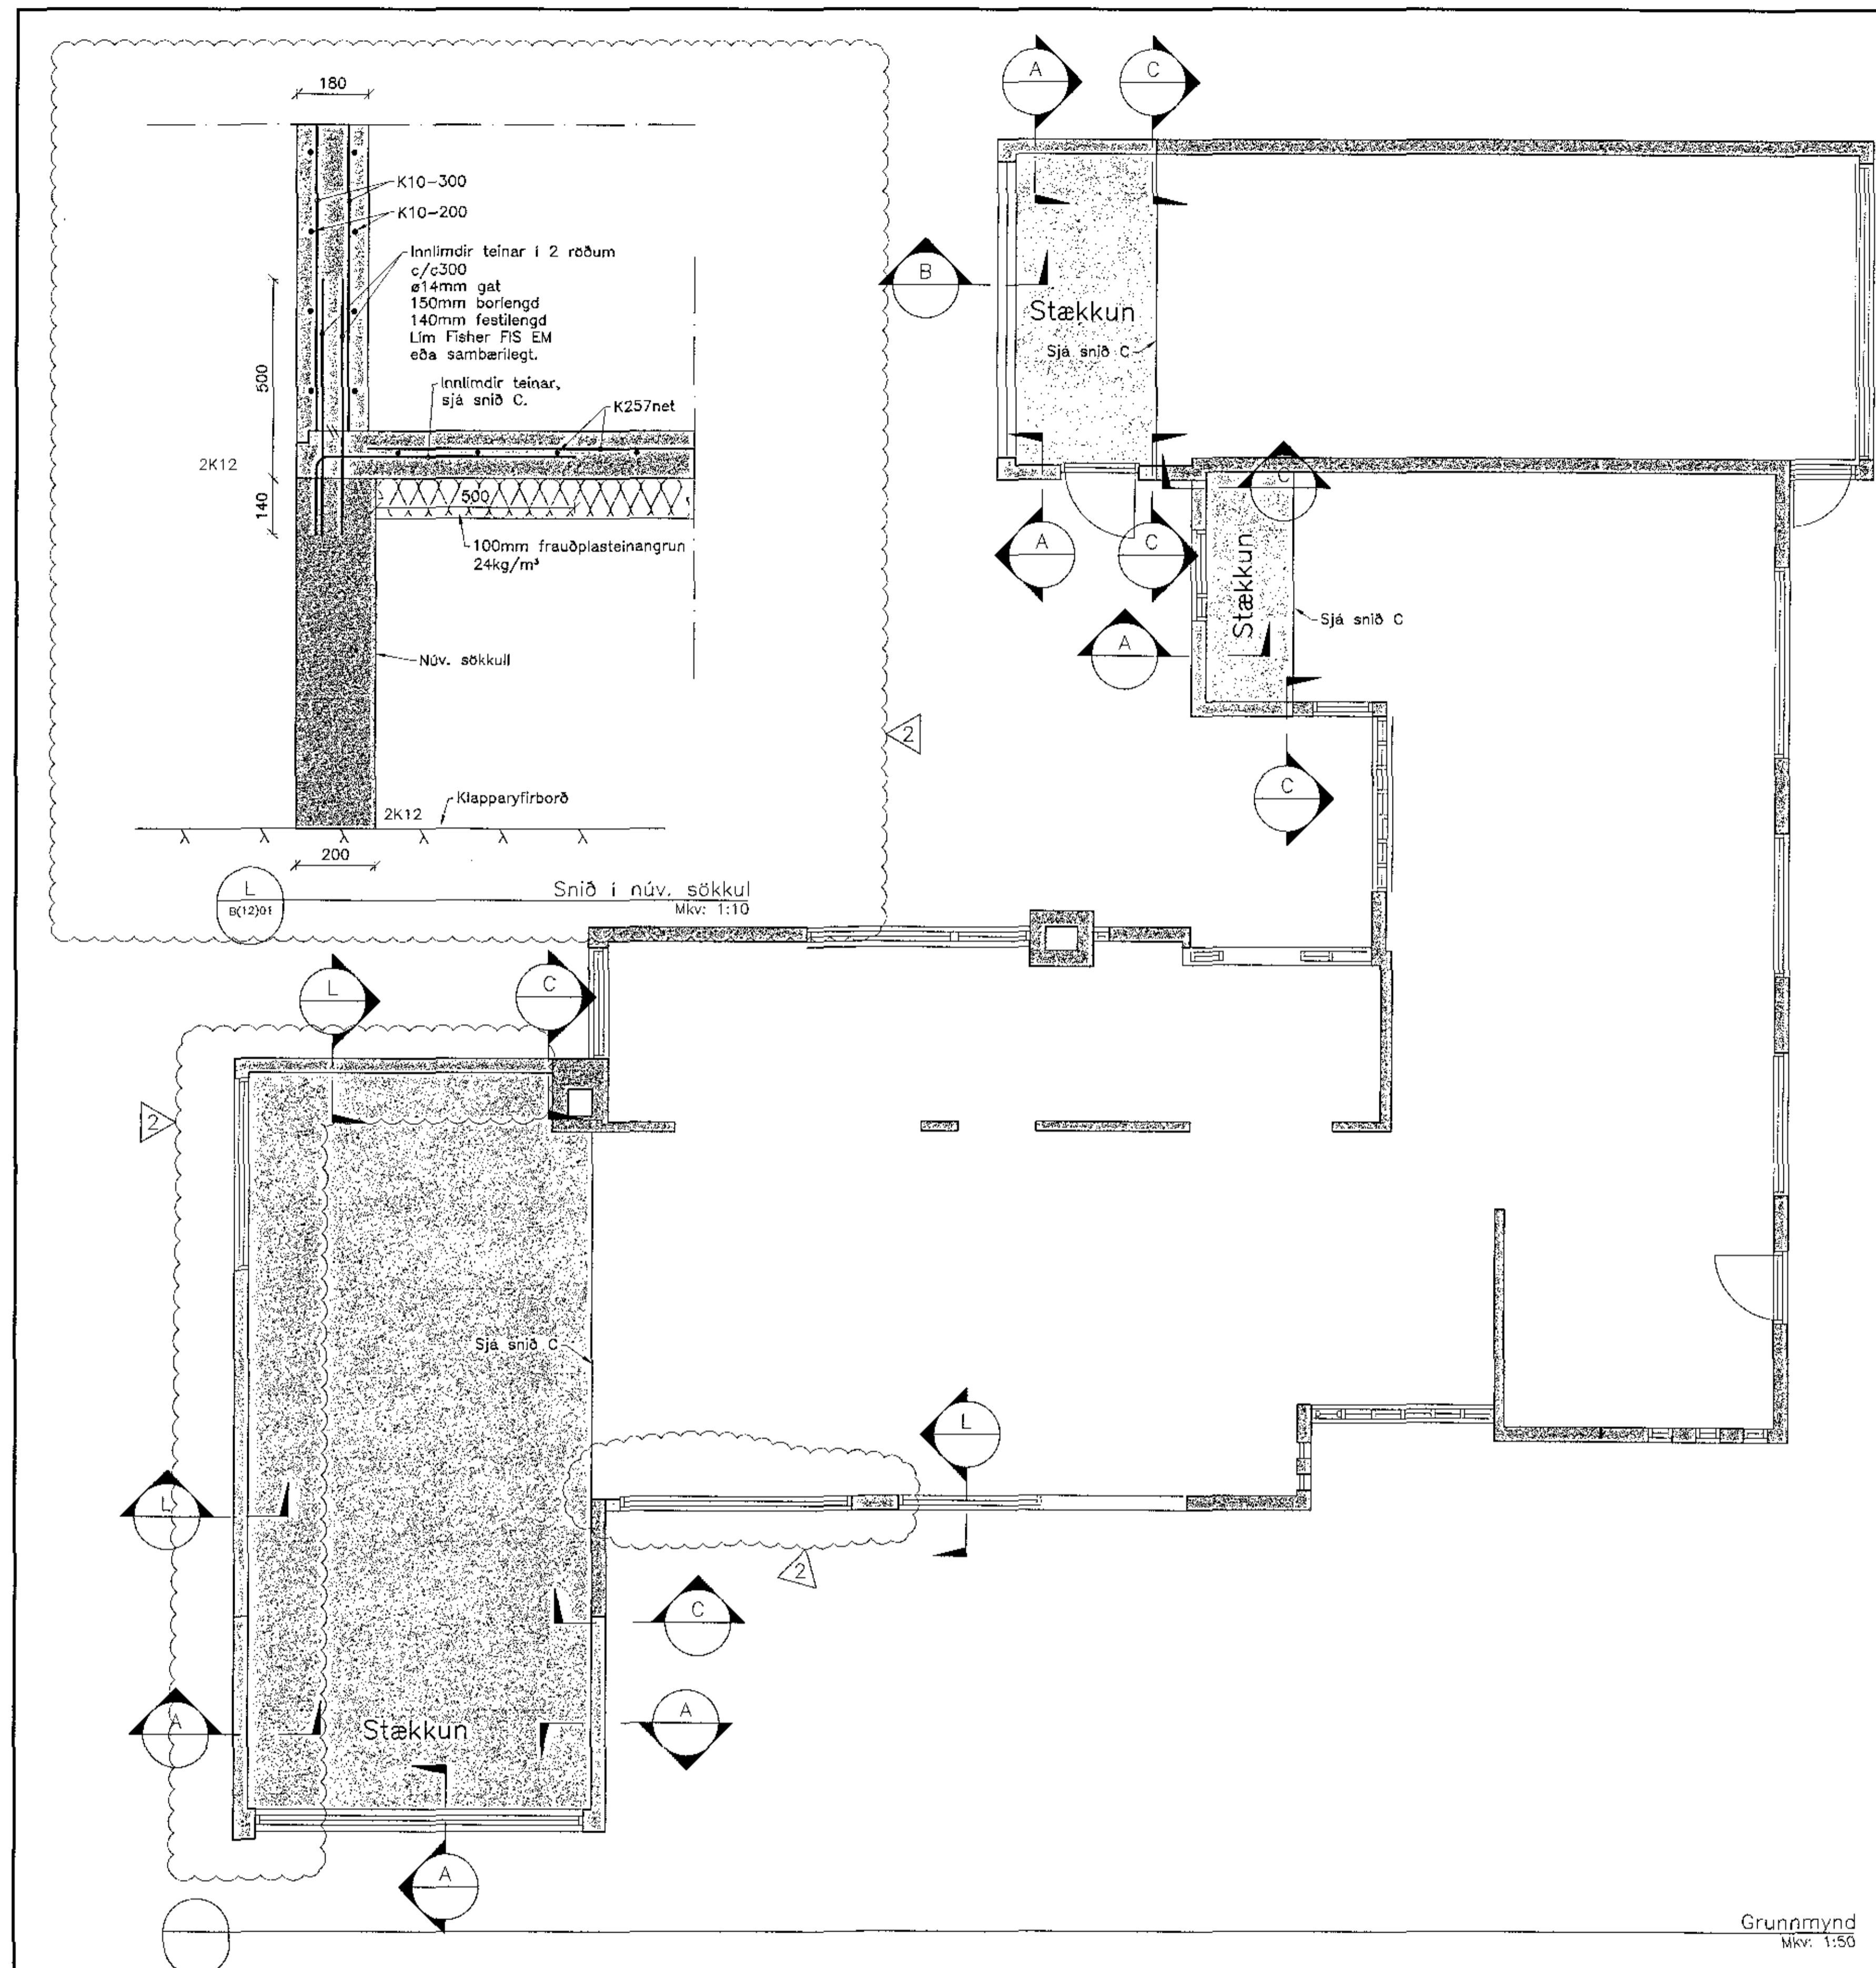 180
K10-300
K10-200
Innlímdir teinar í 2 röðum
c/c300
ø14mm gat
150mm borlengd
140mm festilengd
Lím Fisher FIS EM
eða sambærilegt.
Innlímdir teinar,
sjá snið C.
K257net
500
2K12
140
500
100mm frauðplasteinangrun
24kg/m³
Núv. sökkull
Klapparyfirborð
2K12
200
L
B(12)01
Snið í núv. sökkul
Mkv: 1:10
2
A
C
B
Stækkun
Sjá snið C
C
A
C
Stækkun
Sjá snið C
A
C
L
C
2
Sjá snið C
L
L
2
C
A
A
Stækkun
A
Grunnmynd
Mkv: 1:50